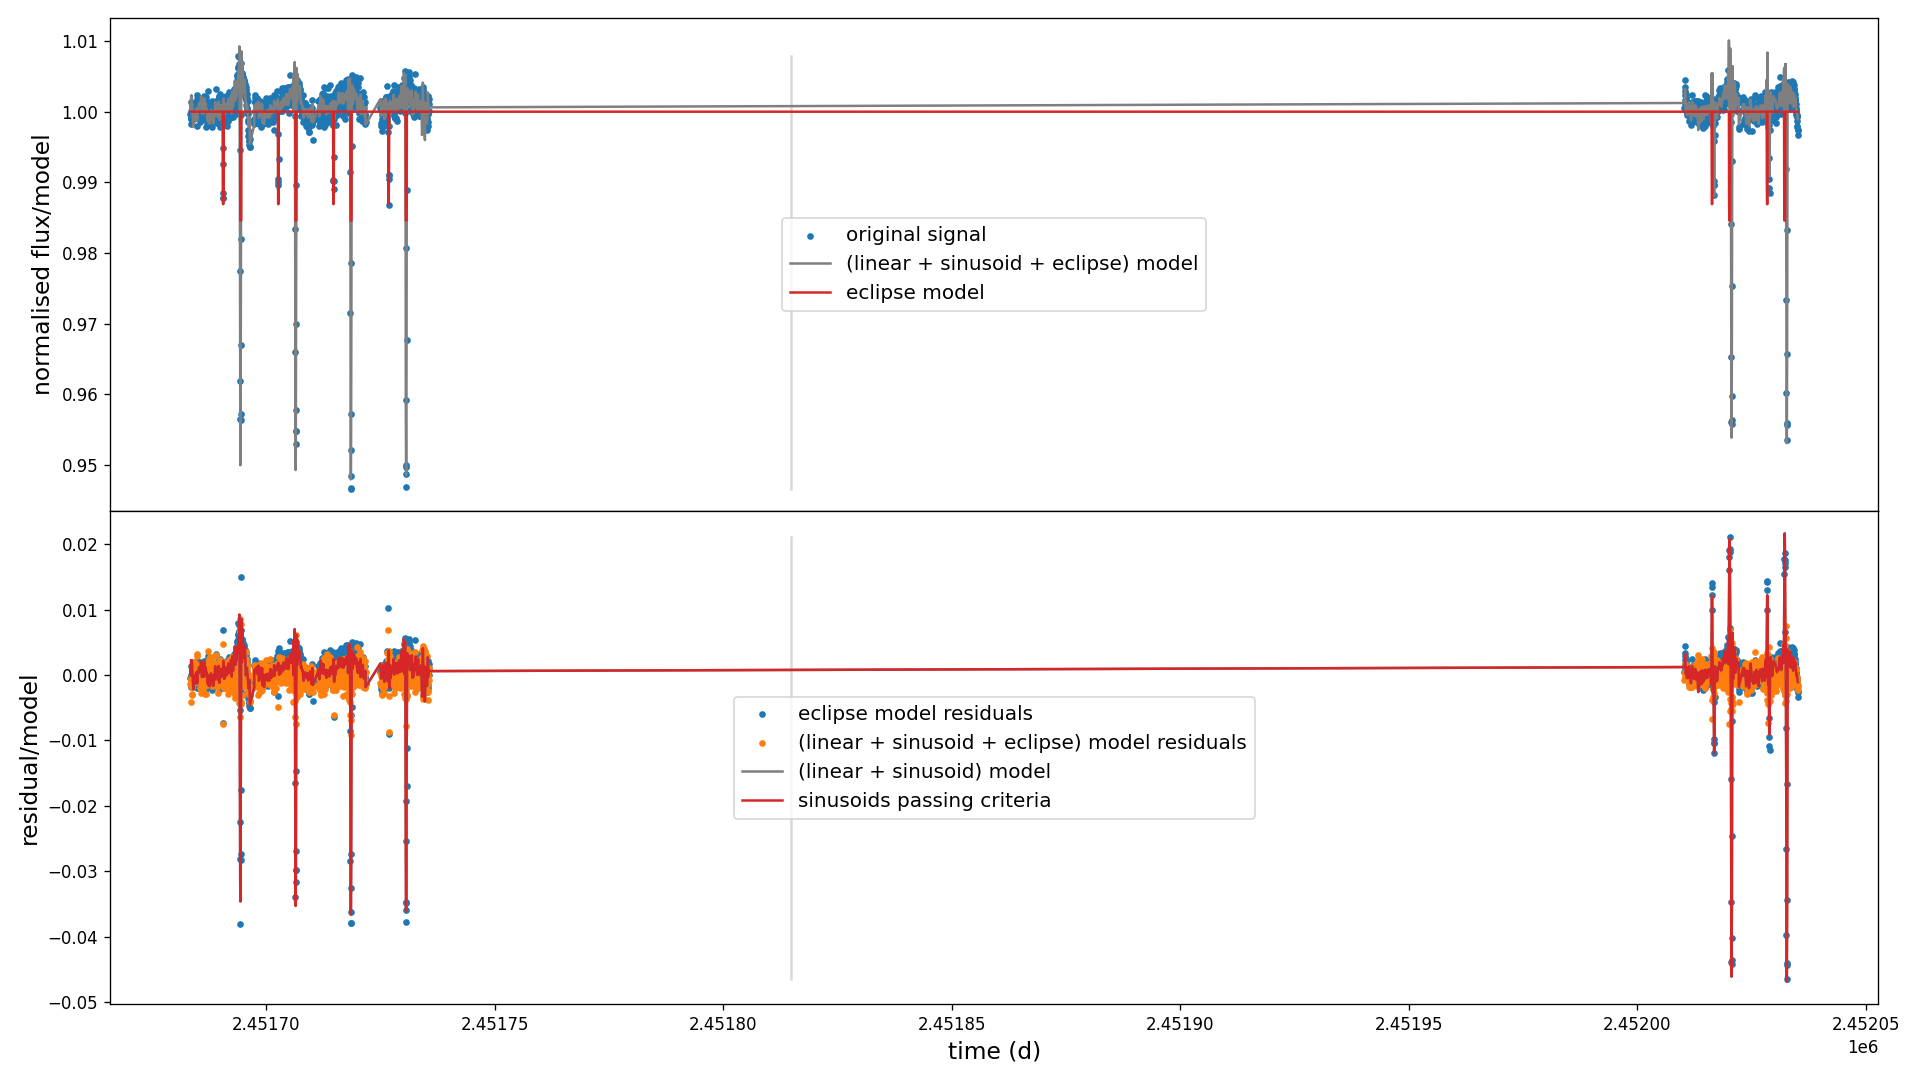 1.01
1.00
0.99
0.98
0.97
0.96
0.95
normalised flux/model
original signal
(linear + sinusoid + eclipse) model
eclipse model
0.02
0.01
0.00
−0.01
−0.02
−0.03
−0.04
−0.05
residual/model
eclipse model residuals
(linear + sinusoid + eclipse) model residuals
(linear + sinusoid) model
sinusoids passing criteria
2.45170 2.45175 2.45180 2.45185 2.45190 2.45195 2.45200 2.45205
1e6
time (d)